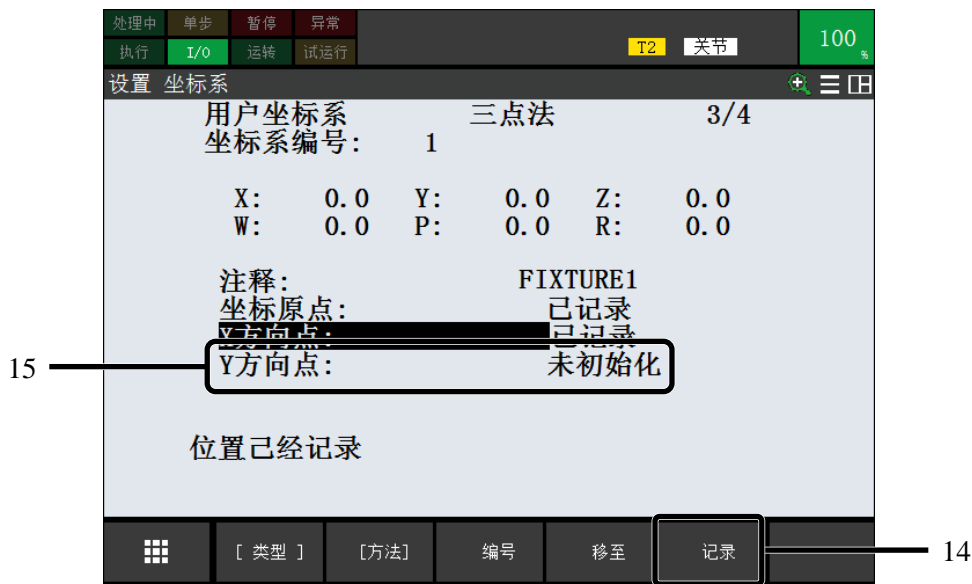 处理中 单步 暂停 异常
执行 I/O 运转 试运行 T2 关节 100 %
设置 坐标系
用户坐标系 三点法 3/4
坐标系编号: 1
X: 0.0 Y: 0.0 Z: 0.0
W: 0.0 P: 0.0 R: 0.0
注释: FIXTURE1
坐标原点: 已记录
X方向点: 已记录
15 Y方向点: 未初始化
位置己经记录
[ 类型 ] [方法] 编号 移至 记录 14